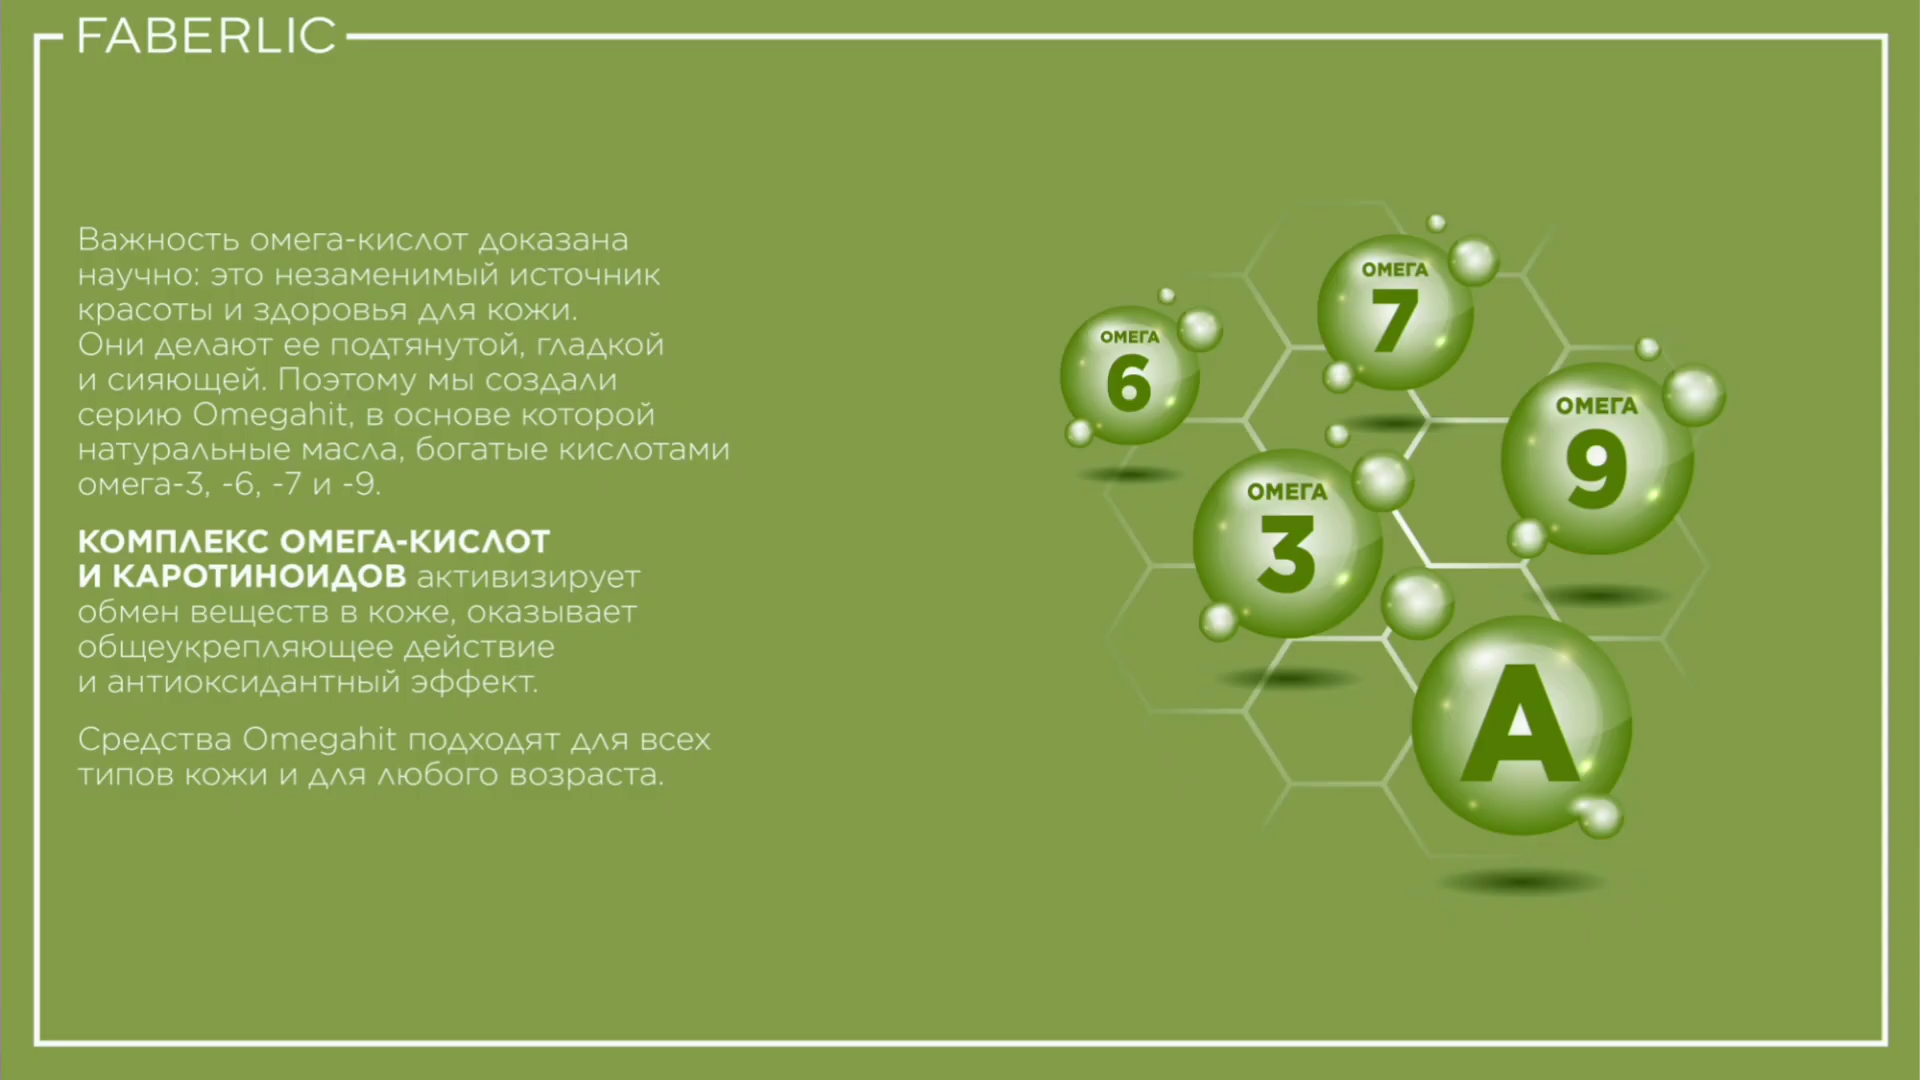 FABERLIC
Важность омега-кислот доказана
научно: это незаменимый источник
красоты и здоровья для кожи.
Они делают ее подтянутой, гладкой
и сияющей. Поэтому мы создали
серию Omegahit, в основе которой
натуральные масла, богатые кислотами
омега-3, -6, -7 и -9.
КОМПЛЕКС ОМЕГА-КИСЛОТ
И КАРОТИНОИДОВ активизирует
обмен веществ в коже, оказывает
общеукрепляющее действие
и антиоксидантный эффект.
Средства Omegahit подходят для всех
типов кожи и для любого возраста.
ОМЕГА
7
ОМЕГА
6
ОМЕГА
9
ОМЕГА
3
А